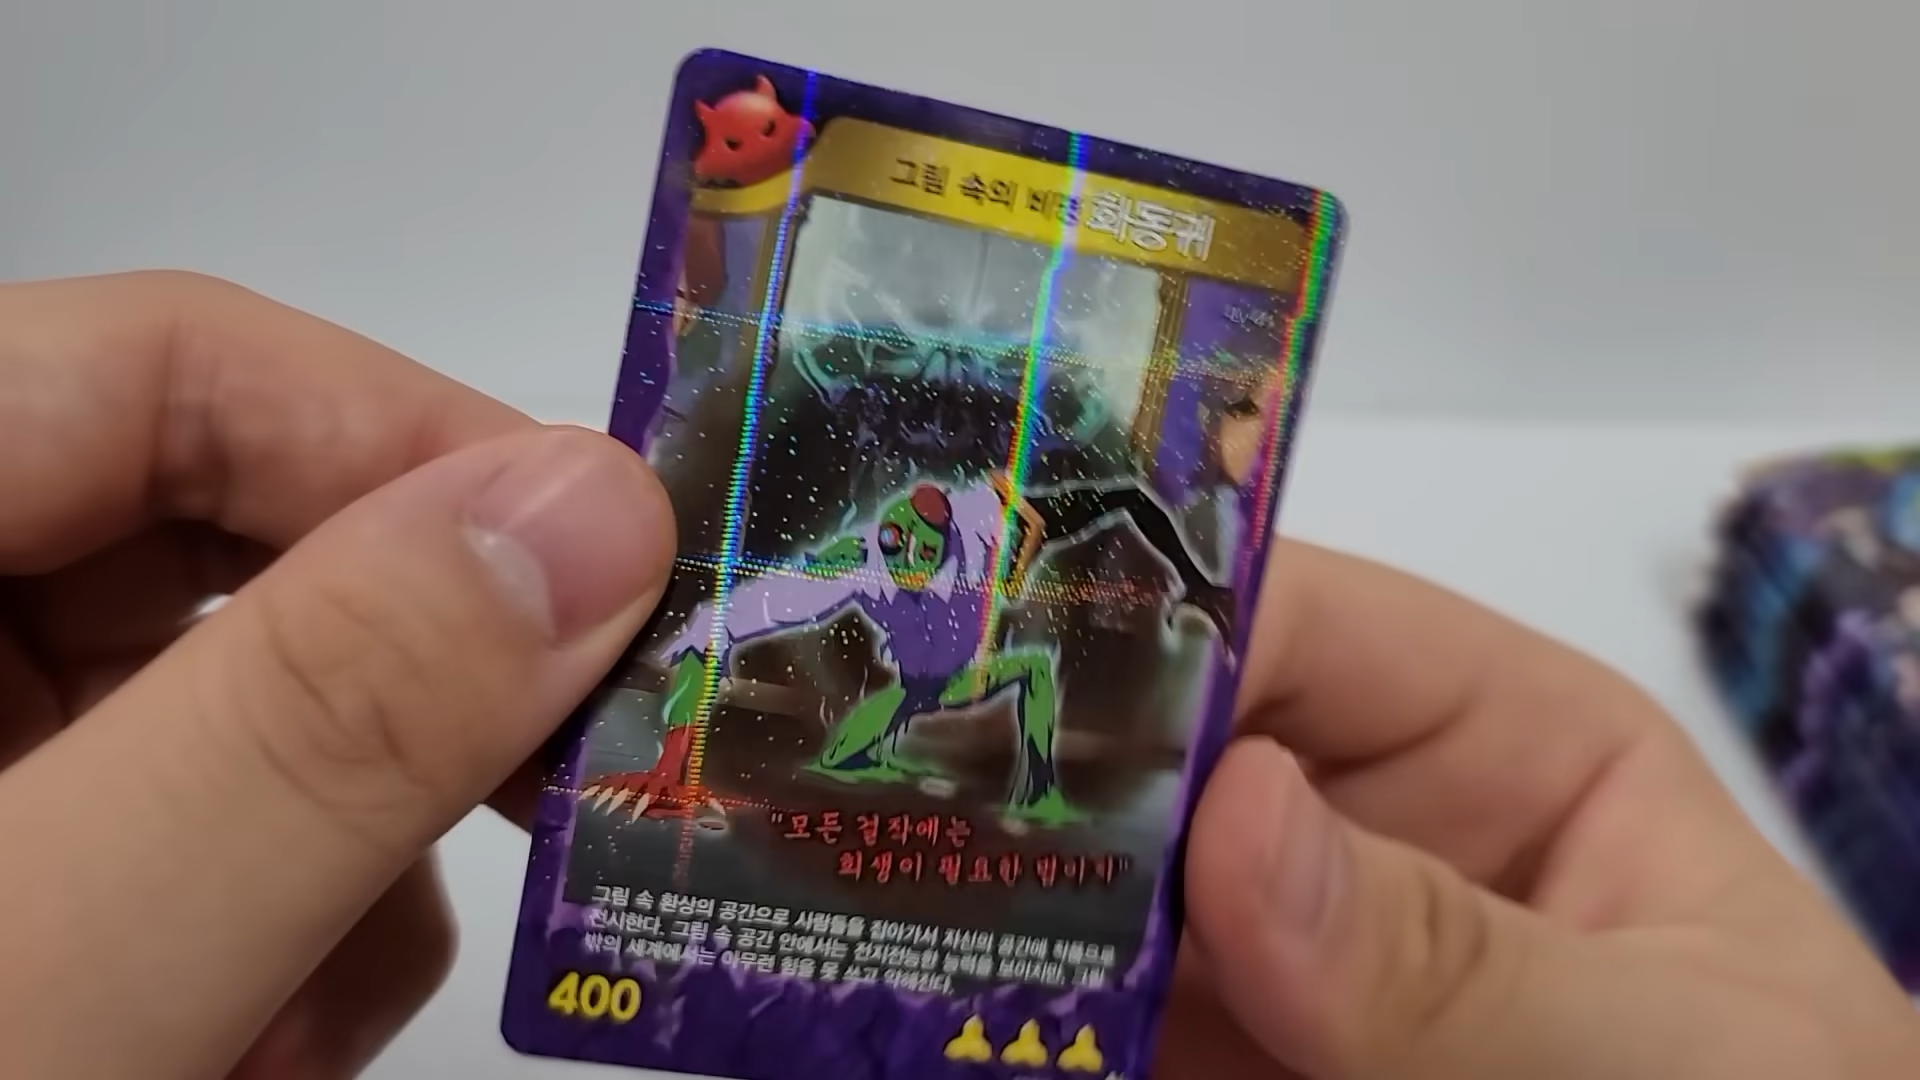 그림 속의 비명 화동귀
"모든 걸작에는
희생이 필요한 법이지"
그림 속 환상의 공간으로 사람들을 잡아가서 자신의 공간에 작품으로
전시한다. 그림 속 공간 안에서는 전지전능한 능력을 보이지만, 그림
밖의 세계에서는 아무런 힘을 못 쓰고 약해진다.
400